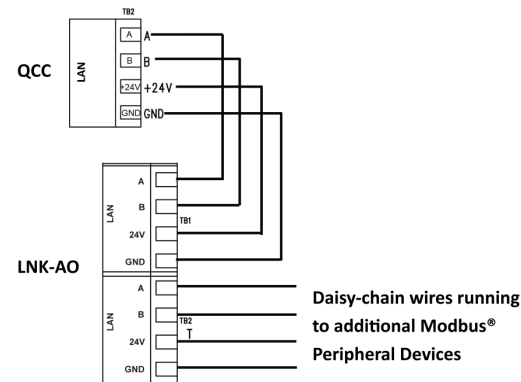 TB2
QCC
LAN
A A
B B
+24V +24V
GND GND
LNK-AO
LAN
A
B
TB1
24V
GND
LAN
A
B
TB2
T
24V
GND
Daisy-chain wires running
to additional Modbus®
Peripheral Devices